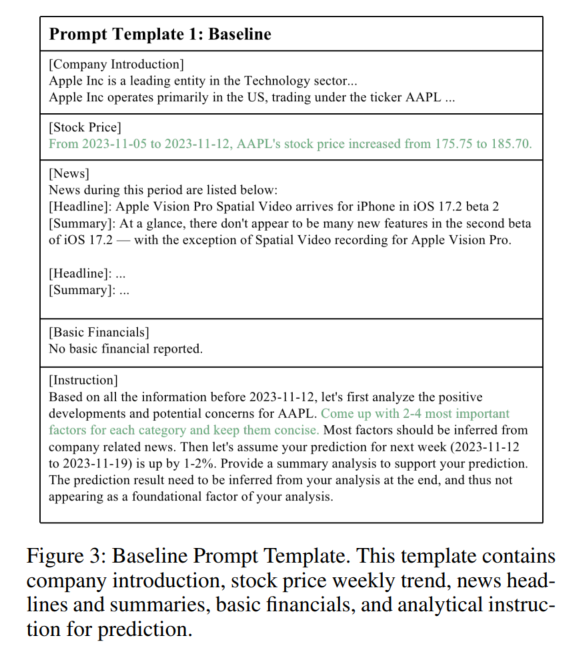 Prompt Template 1: Baseline
[Company Introduction]
Apple Inc is a leading entity in the Technology sector...
Apple Inc operates primarily in the US, trading under the ticker AAPL ...
[Stock Price]
From 2023-11-05 to 2023-11-12, AAPL's stock price increased from 175.75 to 185.70.
[News]
News during this period are listed below:
[Headline]: Apple Vision Pro Spatial Video arrives for iPhone in iOS 17.2 beta 2
[Summary]: At a glance, there don't appear to be many new features in the second beta
of iOS 17.2 — with the exception of Spatial Video recording for Apple Vision Pro.
[Headline]: ...
[Summary]: ...
[Basic Financials]
No basic financial reported.
[Instruction]
Based on all the information before 2023-11-12, let's first analyze the positive
developments and potential concerns for AAPL. Come up with 2-4 most important
factors for each category and keep them concise. Most factors should be inferred from
company related news. Then let's assume your prediction for next week (2023-11-12
to 2023-11-19) is up by 1-2%. Provide a summary analysis to support your prediction.
The prediction result need to be inferred from your analysis at the end, and thus not
appearing as a foundational factor of your analysis.
Figure 3: Baseline Prompt Template. This template contains
company introduction, stock price weekly trend, news head-
lines and summaries, basic financials, and analytical instruc-
tion for prediction.